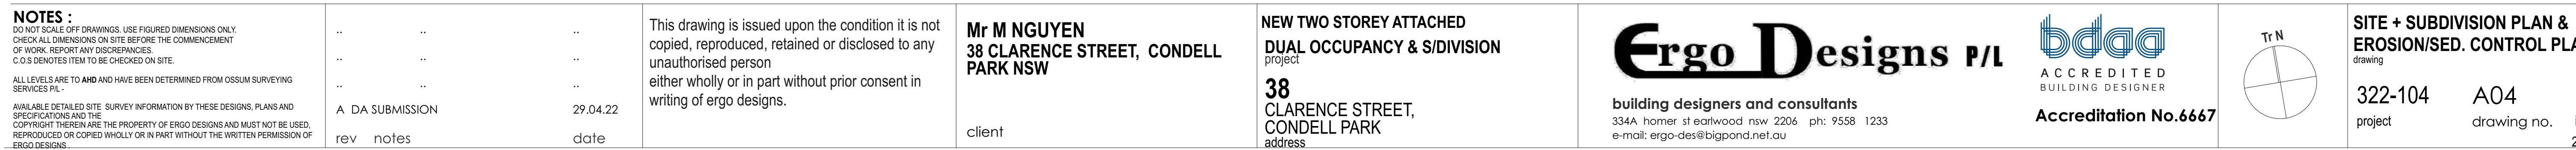 NOTES :
DO NOT SCALE OFF DRAWINGS. USE FIGURED DIMENSIONS ONLY.
CHECK ALL DIMENSIONS ON SITE BEFORE THE COMMENCEMENT
OF WORK. REPORT ANY DISCREPANCIES.
C.O.S DENOTES ITEM TO BE CHECKED ON SITE.
ALL LEVELS ARE TO AHD AND HAVE BEEN DETERMINED FROM OSSUM SURVEYING
SERVICES P/L -
AVAILABLE DETAILED SITE SURVEY INFORMATION BY THESE DESIGNS, PLANS AND
SPECIFICATIONS AND THE
COPYRIGHT THEREIN ARE THE PROPERTY OF ERGO DESIGNS AND MUST NOT BE USED,
REPRODUCED OR COPIED WHOLLY OR IN PART WITHOUT THE WRITTEN PERMISSION OF
ERGO DESIGNS .
.. .. ..
.. .. ..
.. .. ..
A DA SUBMISSION 29.04.22
rev notes date
This drawing is issued upon the condition it is not
copied, reproduced, retained or disclosed to any
unauthorised person
either wholly or in part without prior consent in
writing of ergo designs.
Mr M NGUYEN
38 CLARENCE STREET, CONDELL
PARK NSW
client
NEW TWO STOREY ATTACHED
DUAL OCCUPANCY & S/DIVISION
project
38
CLARENCE STREET,
CONDELL PARK
address
Ergo Designs P/L
building designers and consultants
334A homer st earlwood nsw 2206 ph: 9558 1233
e-mail: ergo-des@bigpond.net.au
bdaa
ACCREDITED
BUILDING DESIGNER
Accreditation No.6667
Tr N
SITE + SUBDIVISION PLAN &
EROSION/SED. CONTROL PLA
drawing
322-104 A04
project drawing no.